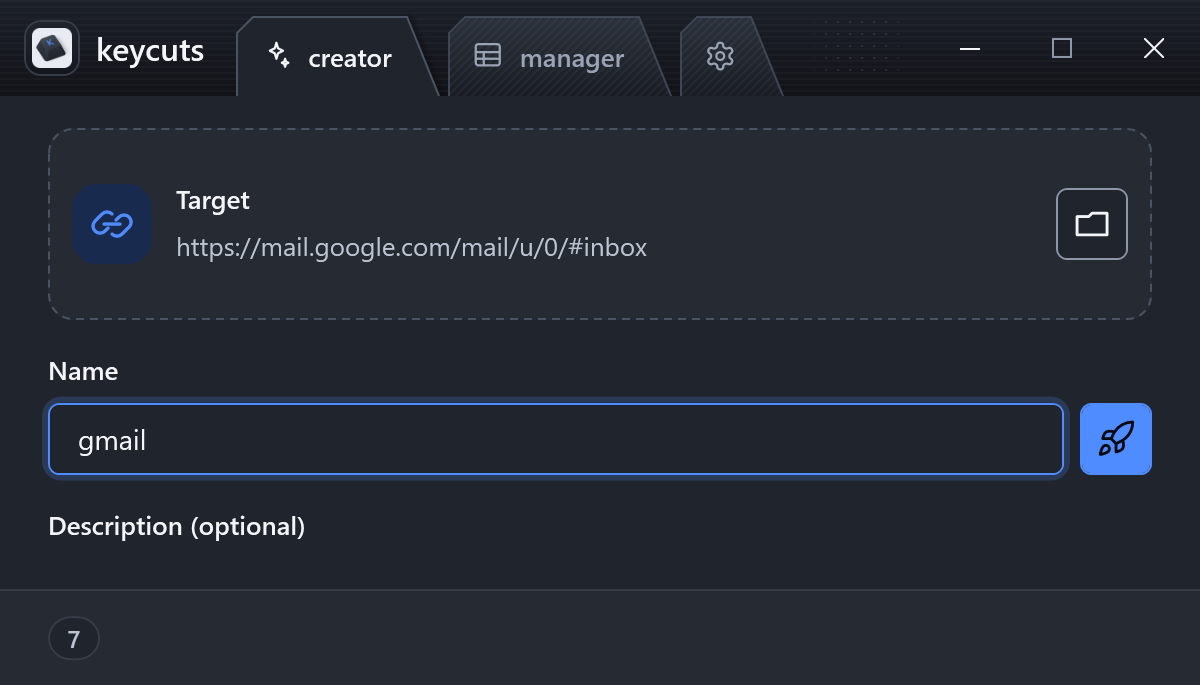 keycuts
creator
manager
Target
https://mail.google.com/mail/u/0/#inbox
Name
gmail
Description (optional)
7